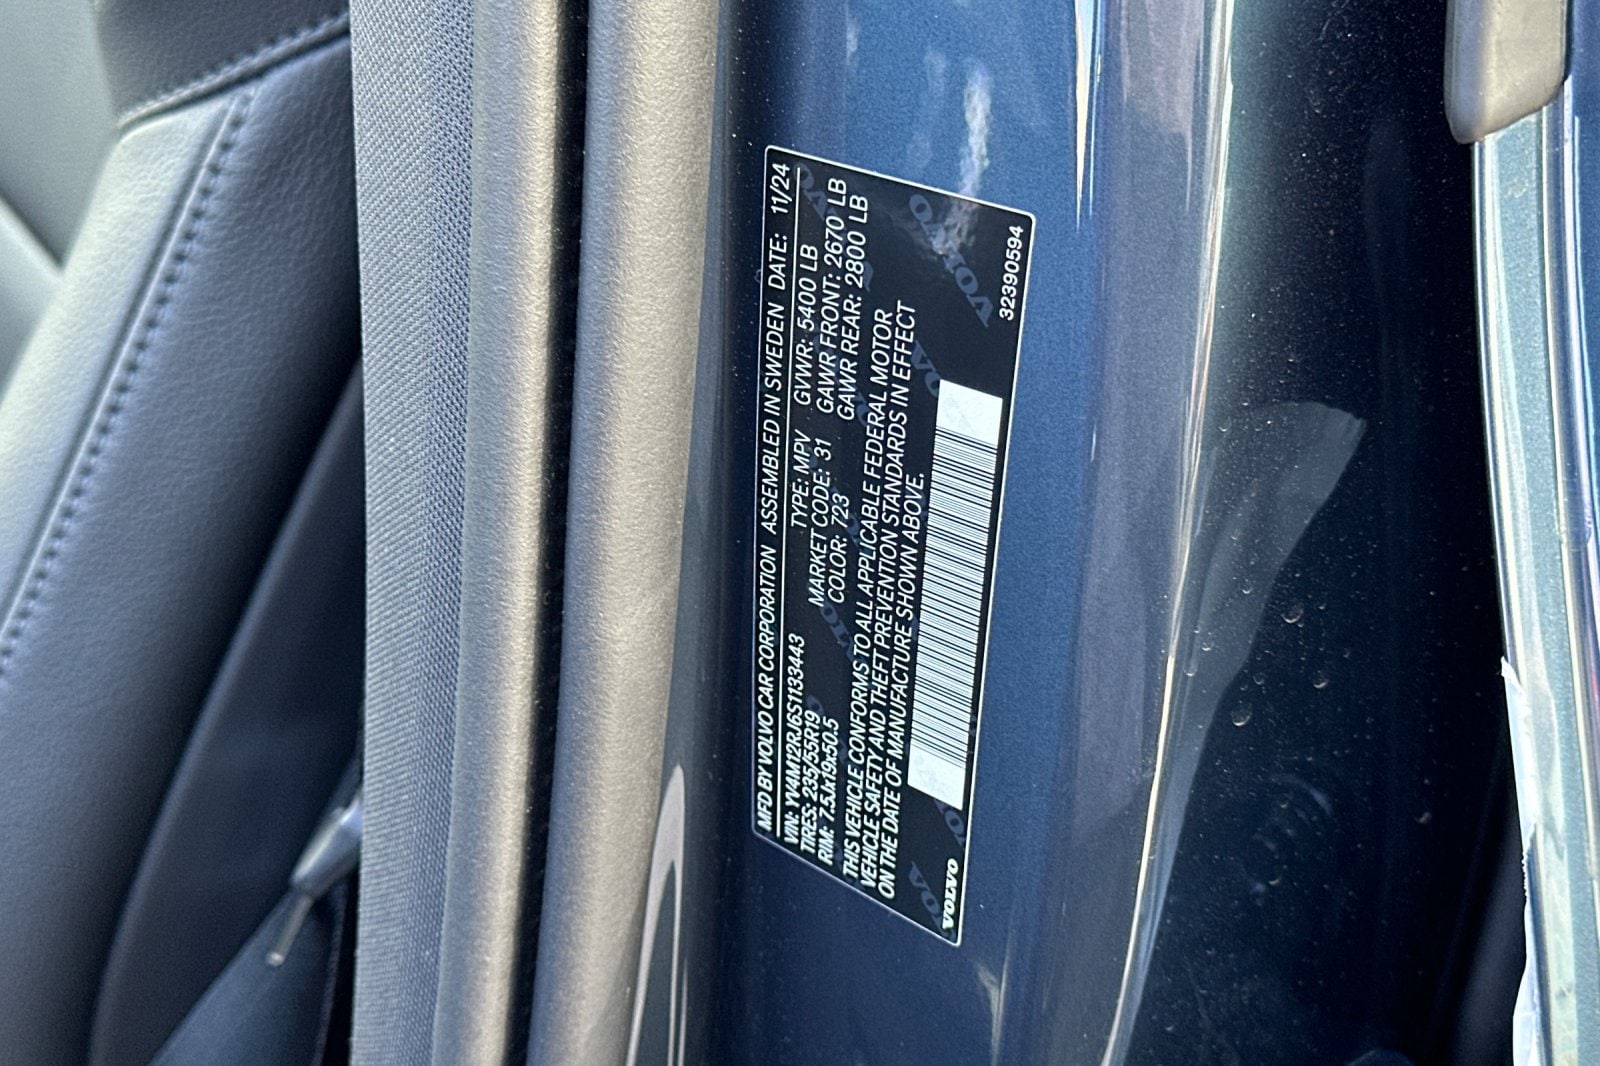 MFD BY VOLVO CAR CORPORATION ASSEMBLED IN SWEDEN DATE: 11/24
VIN: YV4M12RJ6S1133443 TYPE: MPV GVWR: 5400 LB
TIRES: 235/55R19 MARKET CODE: 31 GAWR FRONT: 2670 LB
RIM: 7.5Jx19x50.5 COLOR: 723 GAWR REAR: 2800 LB
THIS VEHICLE CONFORMS TO ALL APPLICABLE FEDERAL MOTOR
VEHICLE SAFETY AND THEFT PREVENTION STANDARDS IN EFFECT
ON THE DATE OF MANUFACTURE SHOWN ABOVE.
VOLVO 32390594